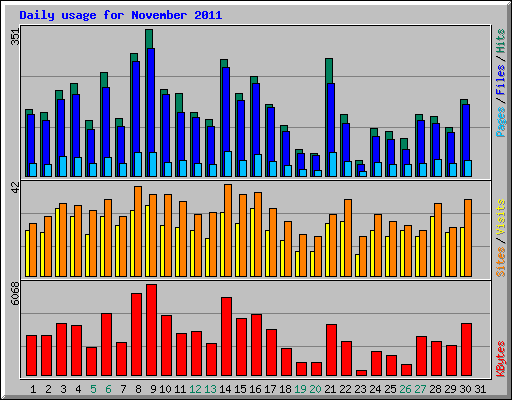 Daily usage for November 2011
351
Pages/Files/Hits
42
Sites/Visits
6068
KBytes
1 2 3 4 5 6 7 8 9 10 11 12 13 14 15 16 17 18 19 20 21 22 23 24 25 26 27 28 29 30 31